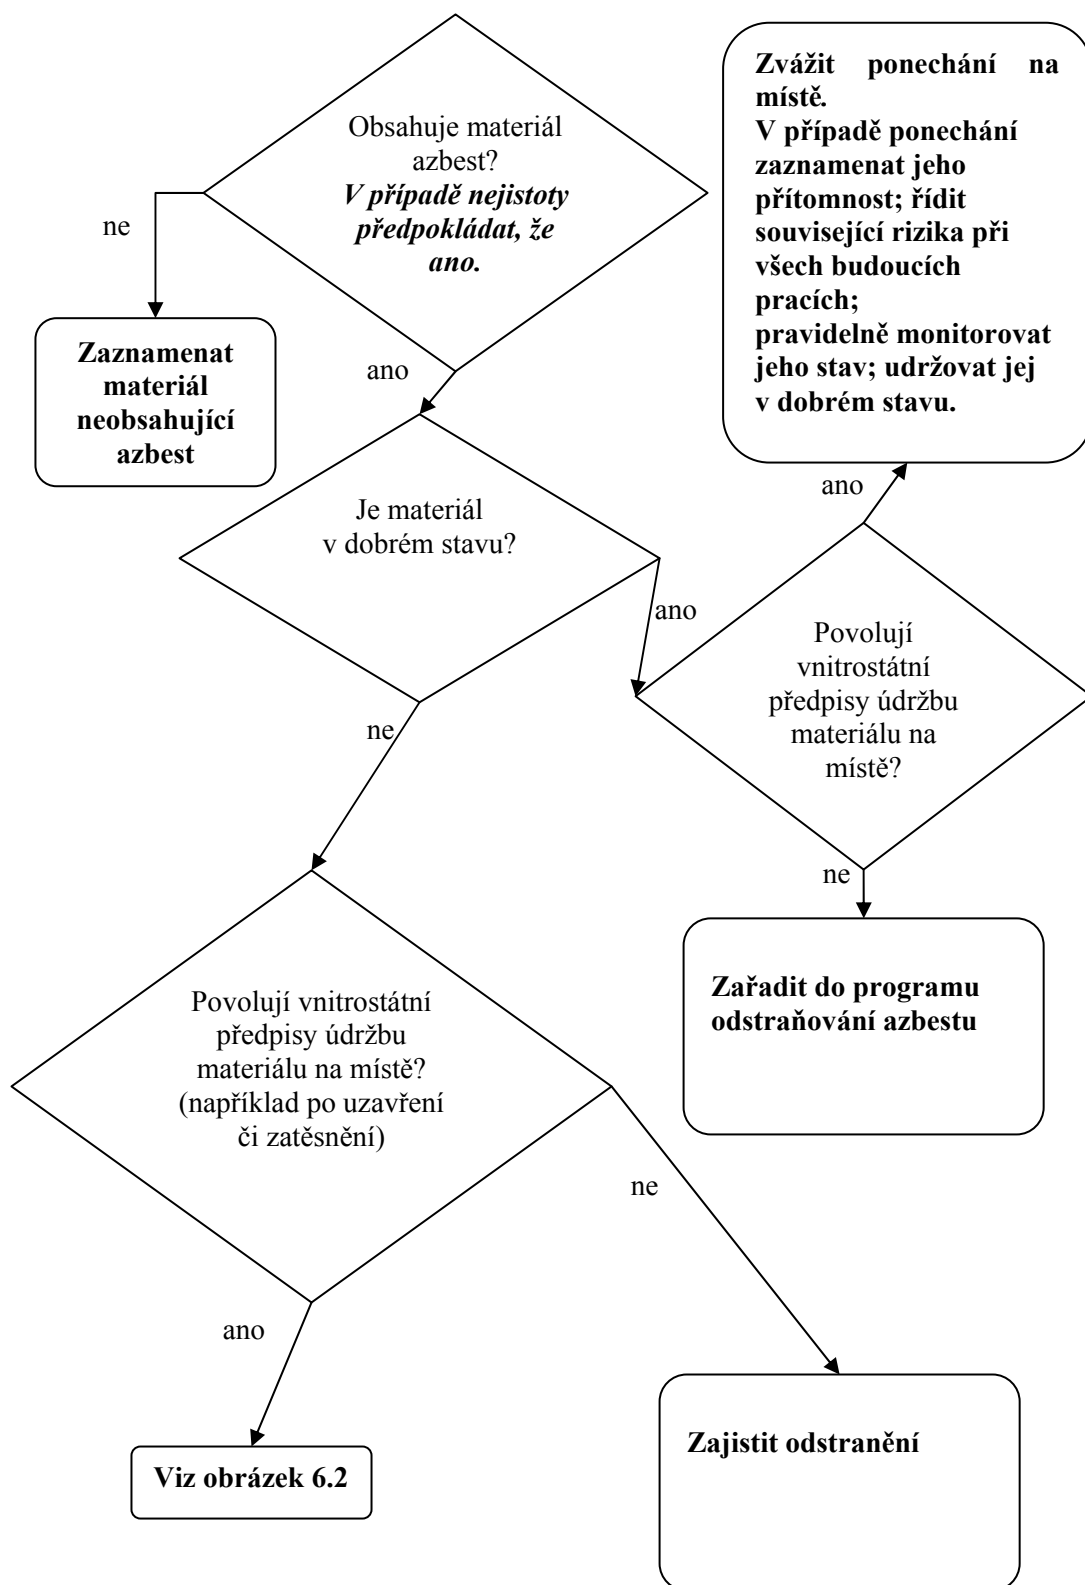 Obsahuje materiál
azbest?
V případě nejistoty
předpokládat, že
ano.
ne
Zaznamenat
materiál
neobsahující
azbest
ano
Zvážit ponechání na
místě.
V případě ponechání
zaznamenat jeho
přítomnost; řídit
související rizika při
všech budoucích
pracích;
pravidelně monitorovat
jeho stav; udržovat jej
v dobrém stavu.
Je materiál
v dobrém stavu?
ano
ano
Povolují
vnitrostátní
předpisy údržbu
materiálu na
místě?
ne
ne
Zařadit do programu
odstraňování azbestu
Povolují vnitrostátní
předpisy údržbu
materiálu na místě?
(například po uzavření
či zatěsnění)
ne
ano
Zajistit odstranění
Viz obrázek 6.2